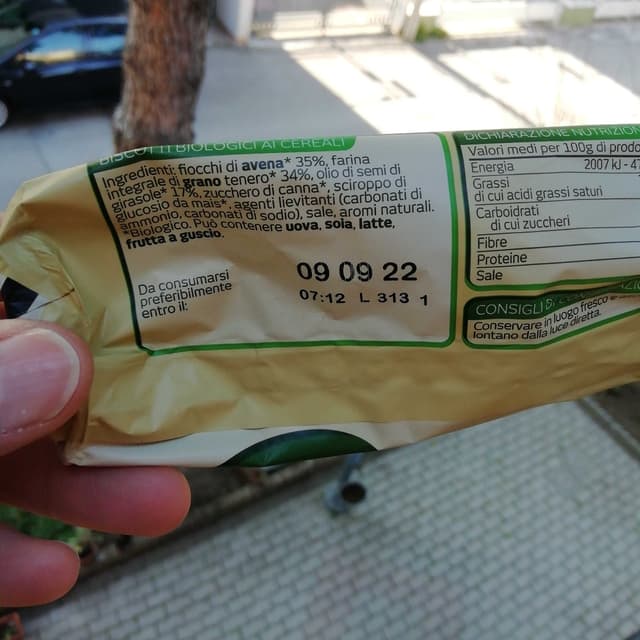 BISCOTTI BIOLOGICI AI CEREALI
Ingredienti: fiocchi di avena* 35%, farina
integrale di grano tenero* 34%, olio di semi di
girasole* 17%, zucchero di canna*, sciroppo di
glucosio da mais*, agenti lievitanti (carbonati di
ammonio, carbonati di sodio), sale, aromi naturali.
*Biologico. Può contenere uova, soia, latte,
frutta a guscio.
Da consumarsi
preferibilmente
entro il:
09 09 22
07:12 L 313 1
DICHIARAZIONE NUTRIZION
Valori medi per 100g di prodo
Energia 2007 kJ - 4
Grassi
di cui acidi grassi saturi
Carboidrati
di cui zuccheri
Fibre
Proteine
Sale
CONSIGLI
Conservare in luogo fresco
lontano dalla luce diretta.